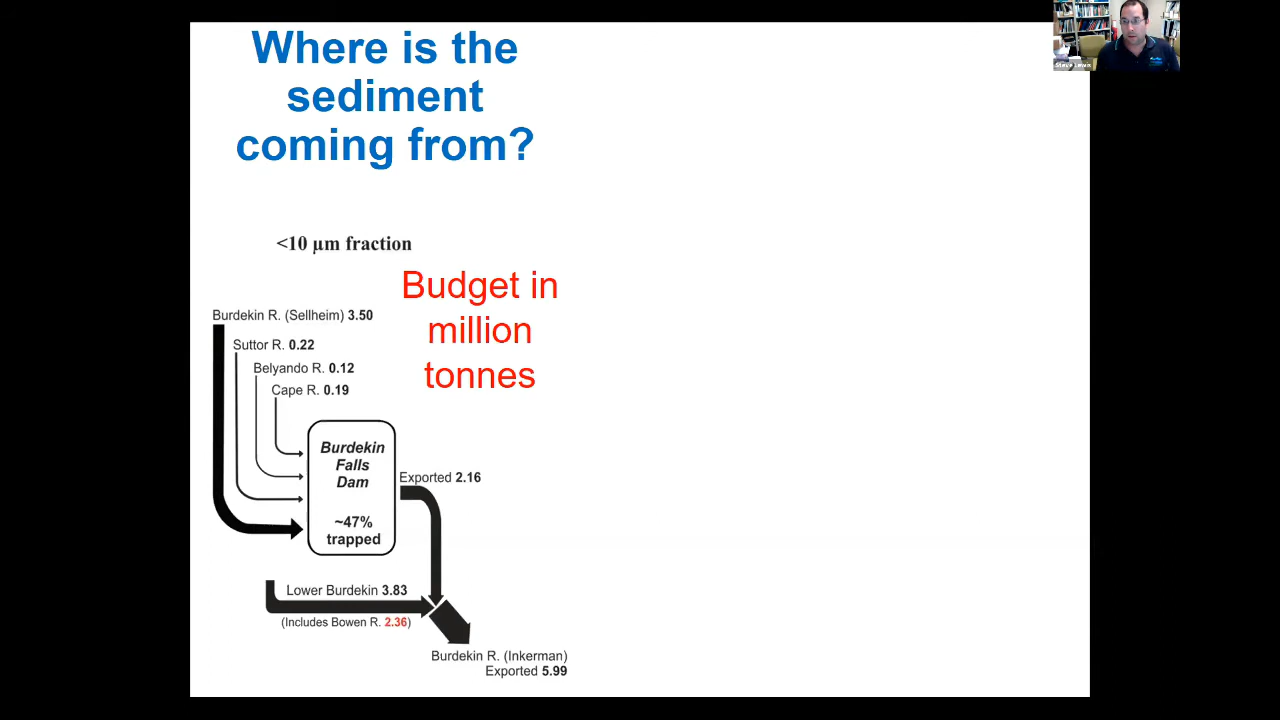 Where is the
sediment
coming from?
<10 µm fraction
Budget in
million
tonnes
Burdekin R. (Sellheim) 3.50
Suttor R. 0.22
Belyando R. 0.12
Cape R. 0.19
Burdekin
Falls
Dam
~47%
trapped
Exported 2.16
Lower Burdekin 3.83
(Includes Bowen R. 2.36)
Burdekin R. (Inkerman)
Exported 5.99
Steve Lewis